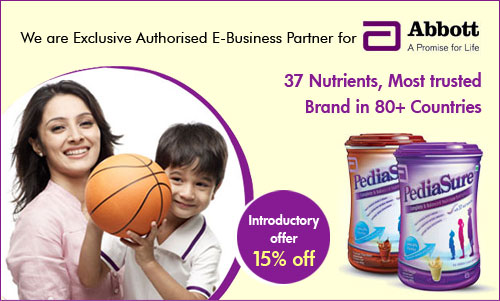 We are Exclusive Authorised E-Business Partner for
Abbott
A Promise for Life
37 Nutrients, Most trusted
Brand in 80+ Countries
Introductory
offer
15% off
PediaSure
PediaSure